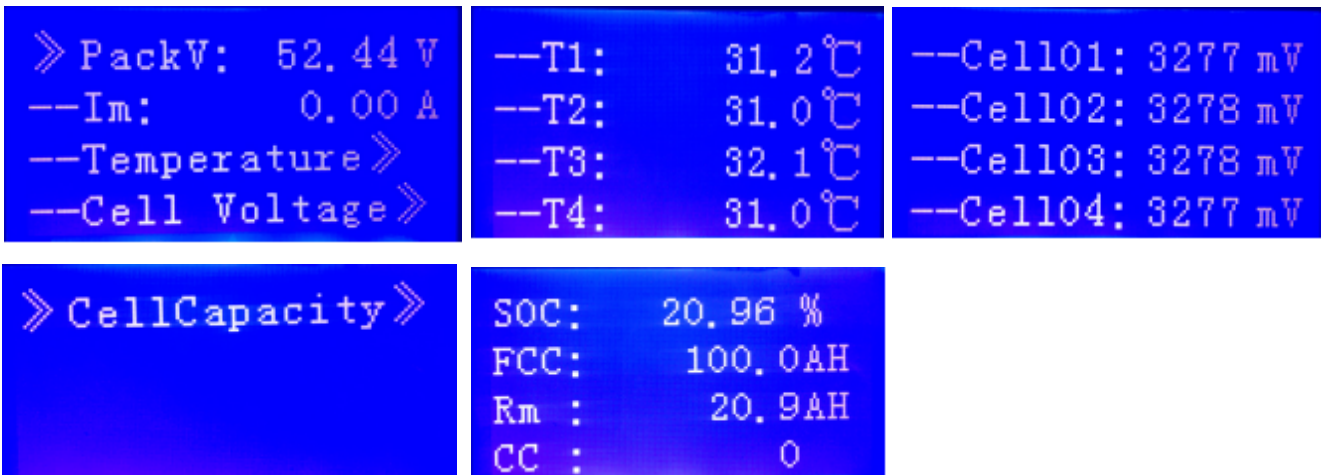 ≫PackV: 52.44 V
--Im: 0.00 A
--Temperature≫
--Cell Voltage≫
--T1: 31.2℃
--T2: 31.0℃
--T3: 32.1℃
--T4: 31.0℃
--Cell01: 3277 mV
--Cell02: 3278 mV
--Cell03: 3278 mV
--Cell04: 3277 mV
≫CellCapacity≫
SOC: 20.96 %
FCC: 100.0AH
Rm : 20.9AH
CC : 0